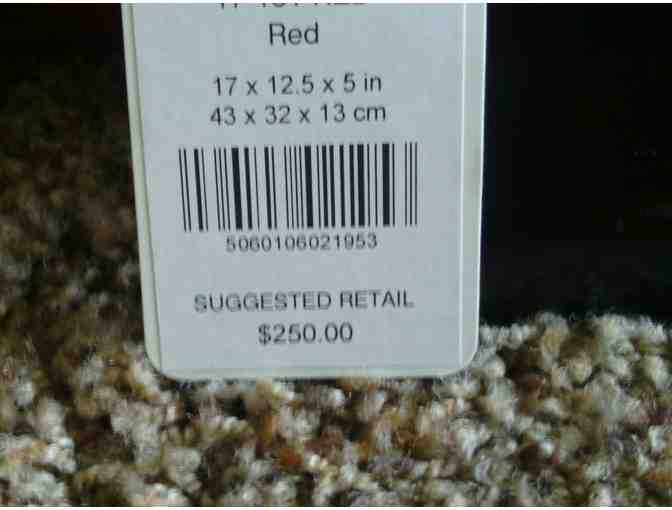 Red
17 x 12.5 x 5 in
43 x 32 x 13 cm
5060106021953
SUGGESTED RETAIL
$250.00